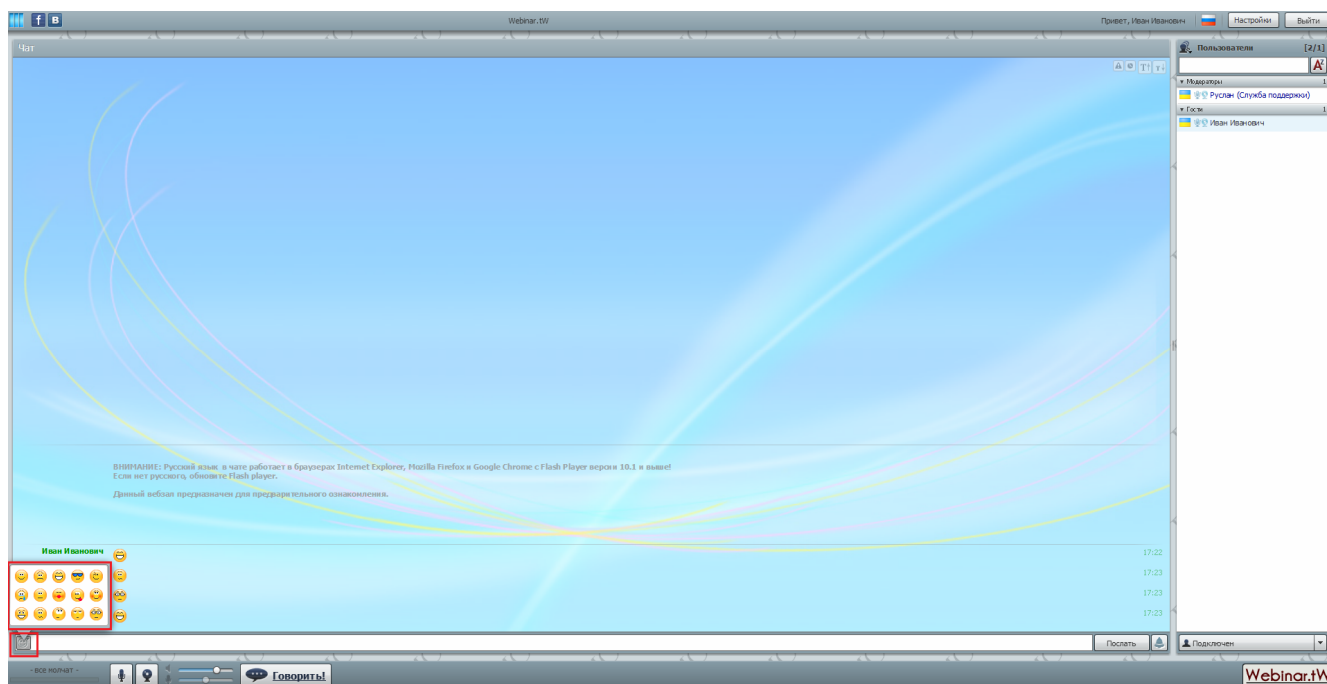 f B
Webinar.tW
Привет, Иван Иванович
Настройки
Выйти
Чат
Пользователи [2/1]
▾ Модераторы 1
Руслан (Служба поддержки)
▾ Гости 1
Иван Иванович
ВНИМАНИЕ: Русский язык в чате работает в браузерах Internet Explorer, Mozilla Firefox и Google Chrome с Flash Player версии 10.1 и выше!
Если нет русского, обновите Flash player.
Данный вебзал предназначен для предварительного ознакомления.
Иван Иванович 17:22
17:23
17:23
17:23
Послать
Подключен
- все молчат -
Говорить!
Webinar.tW